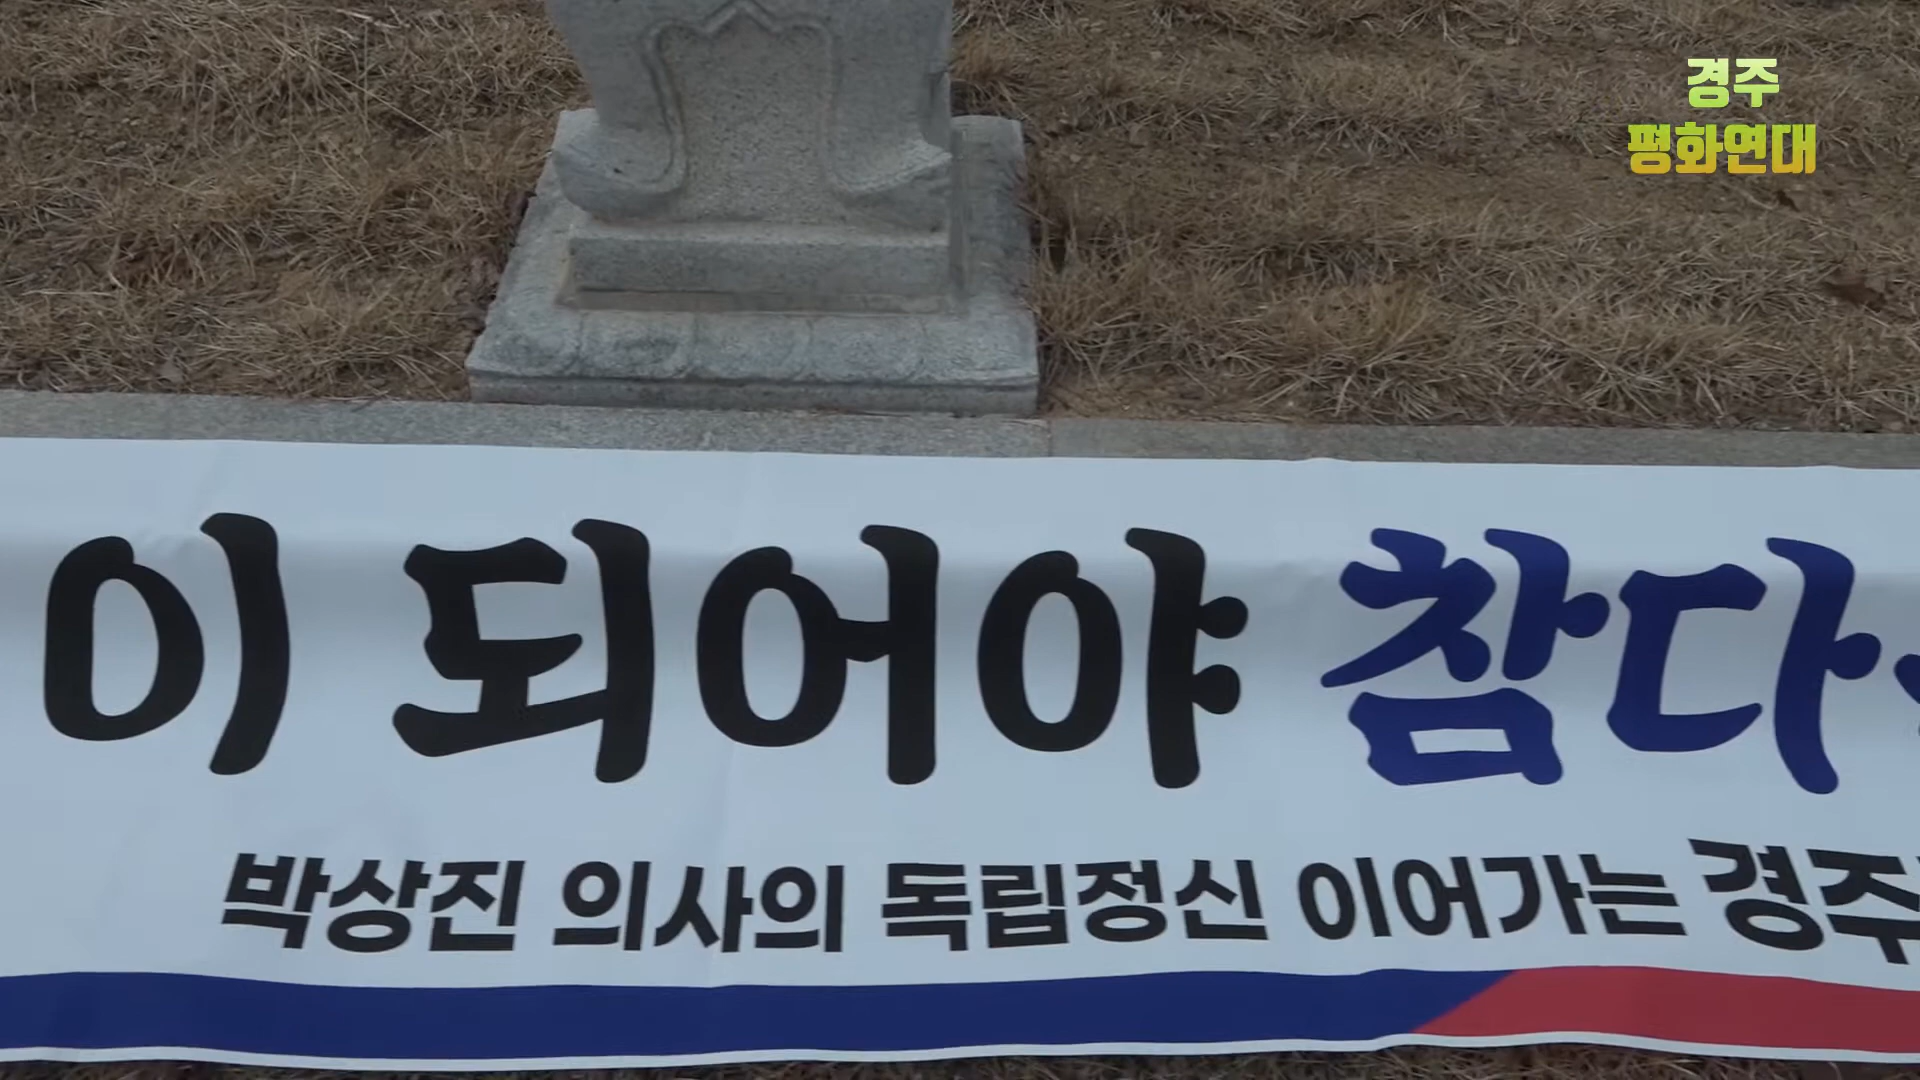 경주
평화연대
이 되어야 참다
박상진 의사의 독립정신 이어가는 경주